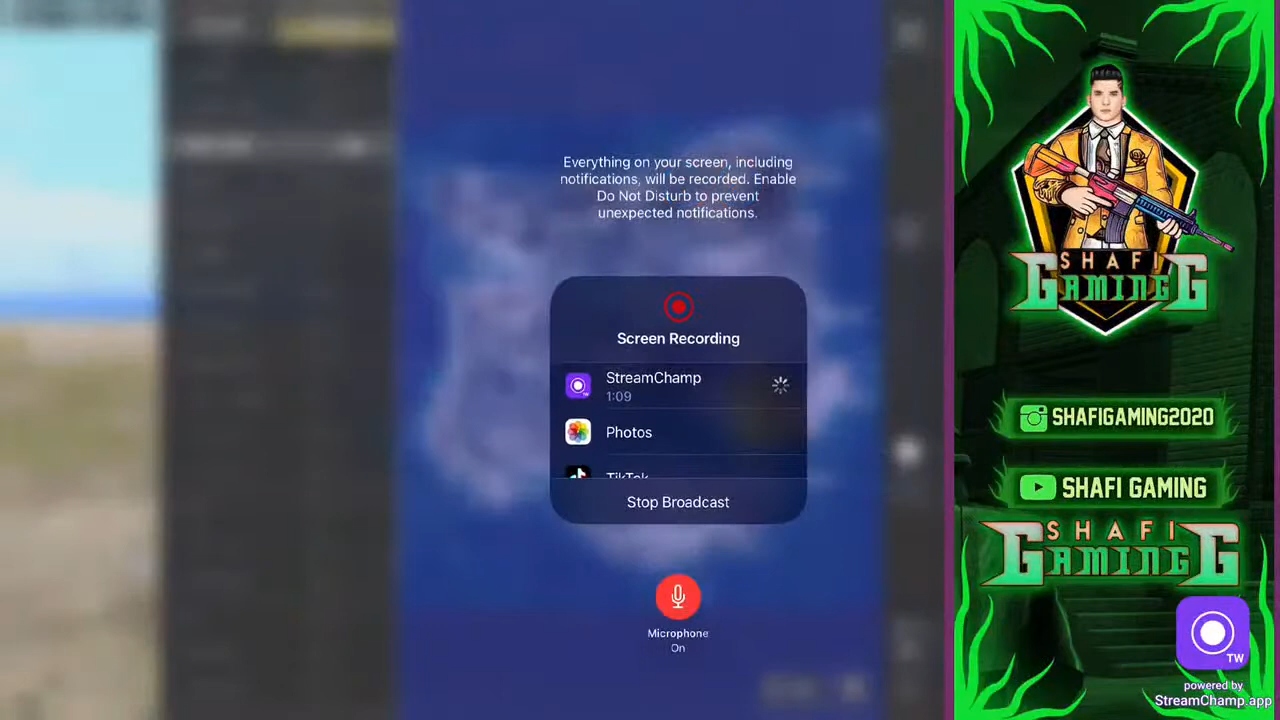 Everything on your screen, including
notifications, will be recorded. Enable
Do Not Disturb to prevent
unexpected notifications.
Screen Recording
StreamChamp
1:09
Photos
TikTok
Stop Broadcast
Microphone
On
SHAFI
GAMING
SHAFIGAMING2020
SHAFI GAMING
SHAFI
GAMING
TW
powered by
StreamChamp.app